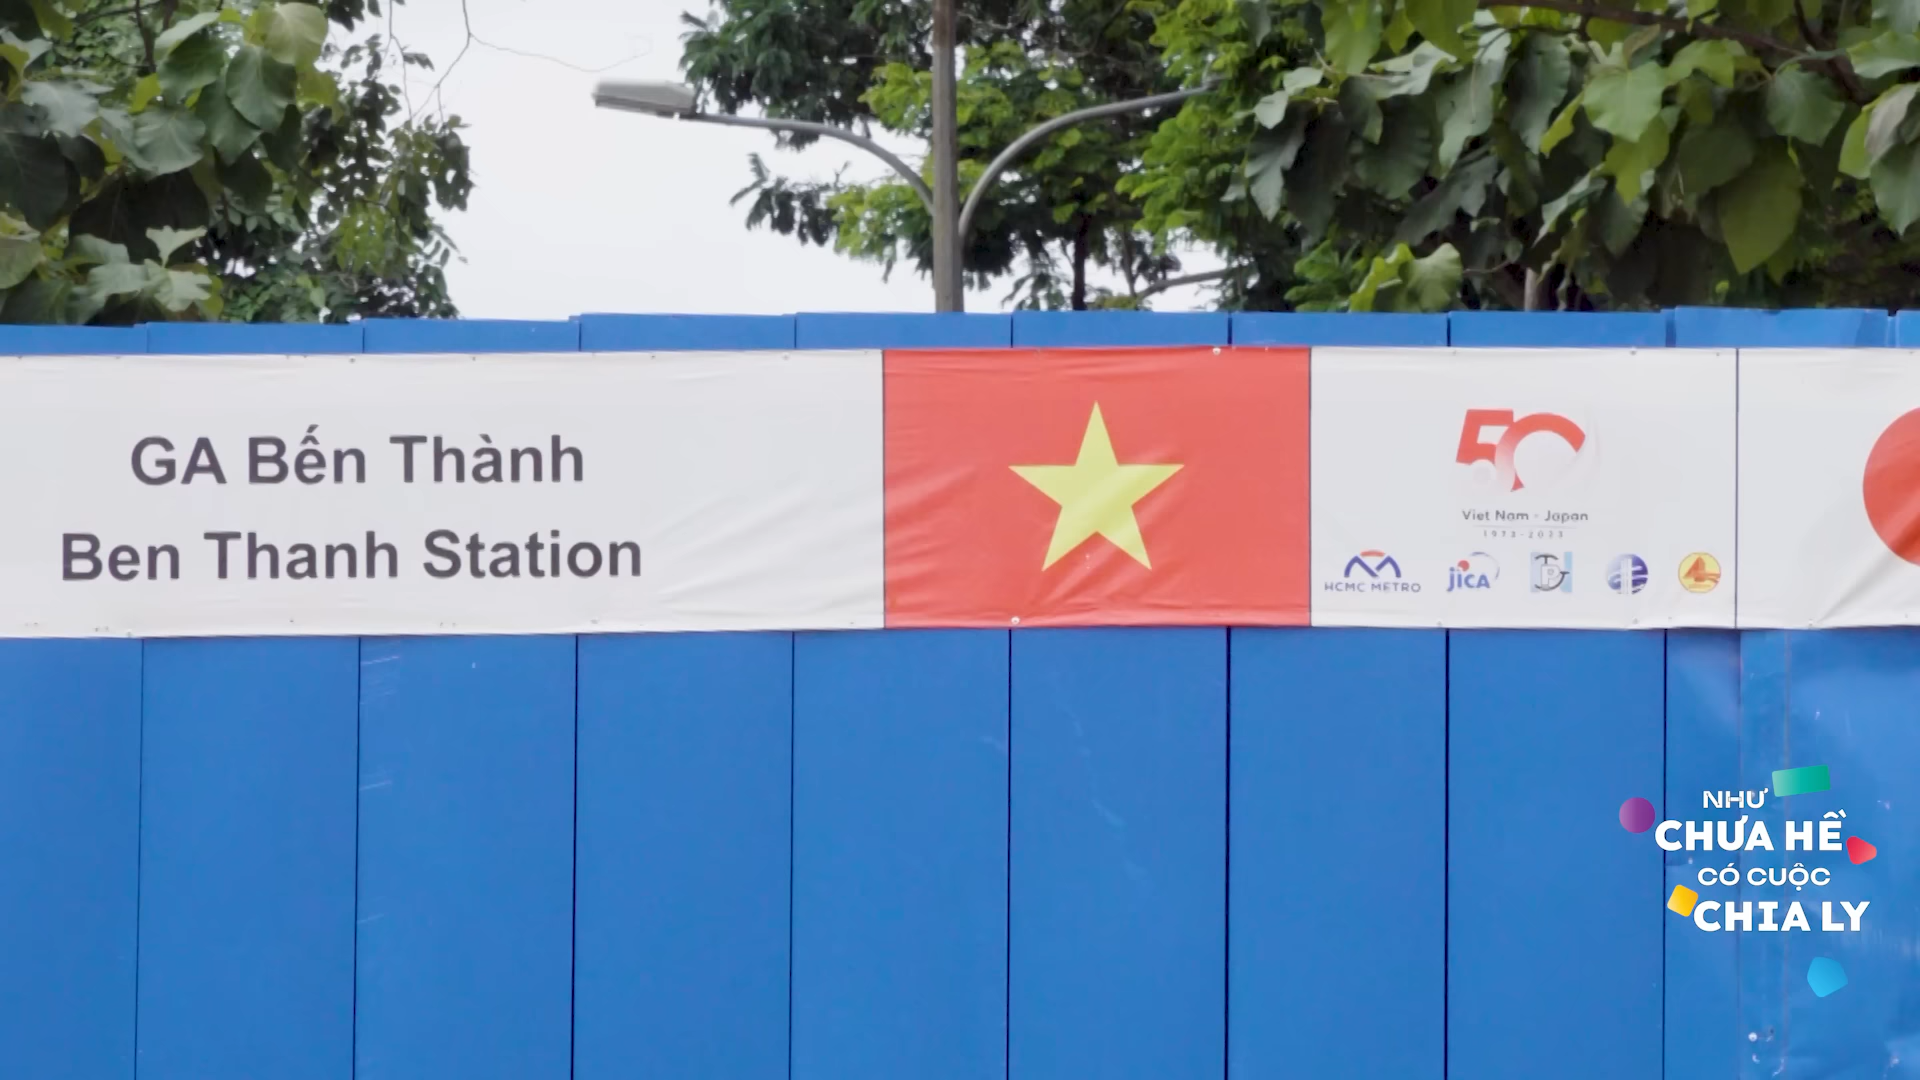 GA Bến Thành
Ben Thanh Station
50
Viet Nam - Japan
1973-2023
HCMC METRO
JICA
NHƯ
CHƯA HỀ
CÓ CUỘC
CHIA LY